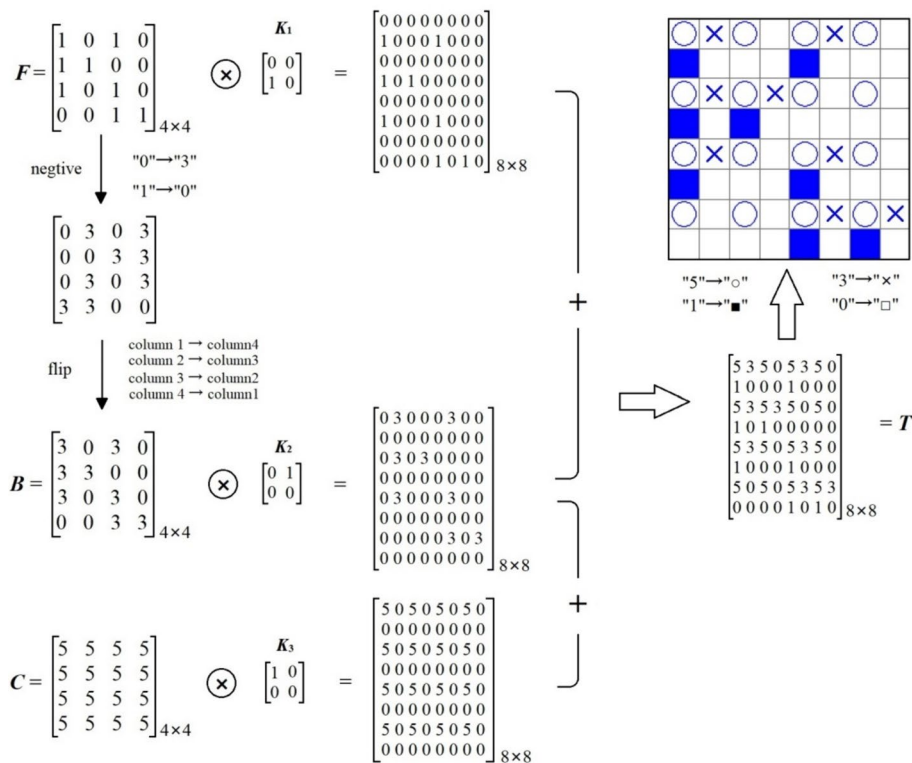 F = [1 0 1 0
1 1 0 0
1 0 1 0
0 0 1 1] 4×4
⊗
K1
[0 0
1 0]
=
[0 0 0 0 0 0 0 0
1 0 0 0 1 0 0 0
0 0 0 0 0 0 0 0
1 0 1 0 0 0 0 0
0 0 0 0 0 0 0 0
1 0 0 0 1 0 0 0
0 0 0 0 0 0 0 0
0 0 0 0 1 0 1 0] 8×8
negtive
"0"→"3"
"1"→"0"
[0 3 0 3
0 0 3 3
0 3 0 3
3 3 0 0]
flip
column 1 → column4
column 2 → column3
column 3 → column2
column 4 → column1
B = [3 0 3 0
3 3 0 0
3 0 3 0
0 0 3 3] 4×4
⊗
K2
[0 1
0 0]
=
[0 3 0 0 0 3 0 0
0 0 0 0 0 0 0 0
0 3 0 3 0 0 0 0
0 0 0 0 0 0 0 0
0 3 0 0 0 3 0 0
0 0 0 0 0 0 0 0
0 0 0 0 0 3 0 3
0 0 0 0 0 0 0 0] 8×8
C = [5 5 5 5
5 5 5 5
5 5 5 5
5 5 5 5] 4×4
⊗
K3
[1 0
0 0]
=
[5 0 5 0 5 0 5 0
0 0 0 0 0 0 0 0
5 0 5 0 5 0 5 0
0 0 0 0 0 0 0 0
5 0 5 0 5 0 5 0
0 0 0 0 0 0 0 0
5 0 5 0 5 0 5 0
0 0 0 0 0 0 0 0] 8×8
+
+
"5"→"○" "3"→"×"
"1"→"■" "0"→"□"
[5 3 5 0 5 3 5 0
1 0 0 0 1 0 0 0
5 3 5 3 5 0 5 0
1 0 1 0 0 0 0 0
5 3 5 0 5 3 5 0
1 0 0 0 1 0 0 0
5 0 5 0 5 3 5 3
0 0 0 0 1 0 1 0] 8×8
= T